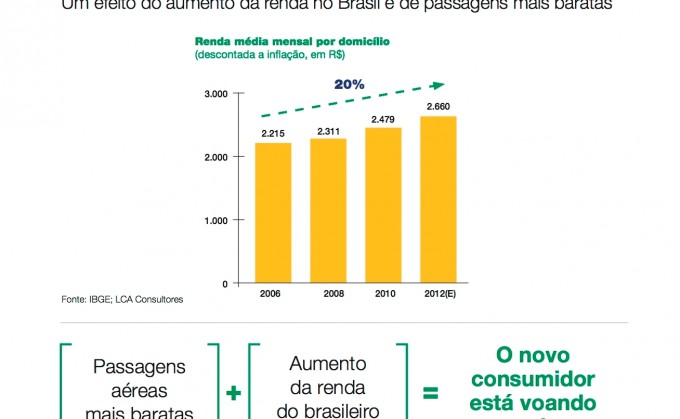 Um efeito do aumento da renda no Brasil é de passagens mais baratas
Renda média mensal por domicílio
(descontada a inflação, em R$)
20%
3.000
2.000
1.000
0
2.215
2.311
2.479
2.660
2006
2008
2010
2012(E)
Fonte: IBGE; LCA Consultores
Passagens
aéreas
mais baratas
+
Aumento
da renda
do brasileiro
=
O novo
consumidor
está voando